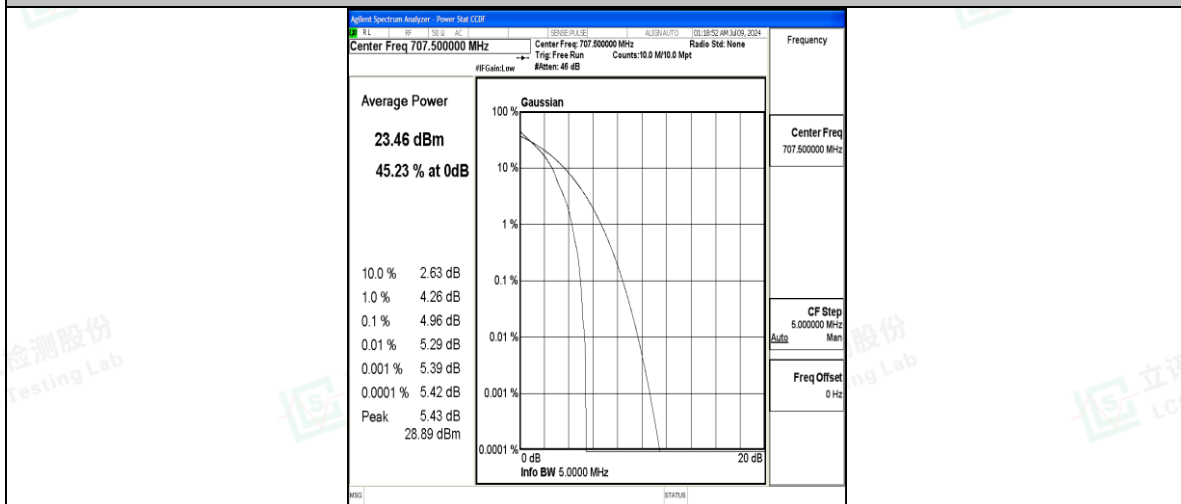 Agilent Spectrum Analyzer - Power Stat CCDF
RL RF 50 Ω AC SENSE:PULSE ALIGNAUTO 01:18:52 AM Jul 09, 2024
Center Freq 707.500000 MHz
Center Freq: 707.500000 MHz Radio Std: None
Trig: Free Run Counts:10.0 M/10.0 Mpt
#IFGain:Low #Atten: 46 dB
Frequency
Average Power
23.46 dBm
45.23 % at 0dB
10.0 % 2.63 dB
1.0 % 4.26 dB
0.1 % 4.96 dB
0.01 % 5.29 dB
0.001 % 5.39 dB
0.0001 % 5.42 dB
Peak 5.43 dB
28.89 dBm
Gaussian
100 %
10 %
1 %
0.1 %
0.01 %
0.001 %
0.0001 %
0 dB 20 dB
Info BW 5.0000 MHz
Center Freq
707.500000 MHz
CF Step
5.000000 MHz
Auto Man
Freq Offset
0 Hz
MSG STATUS
检测股份
Testing Lab
股份
ng Lab
立讯
LCS